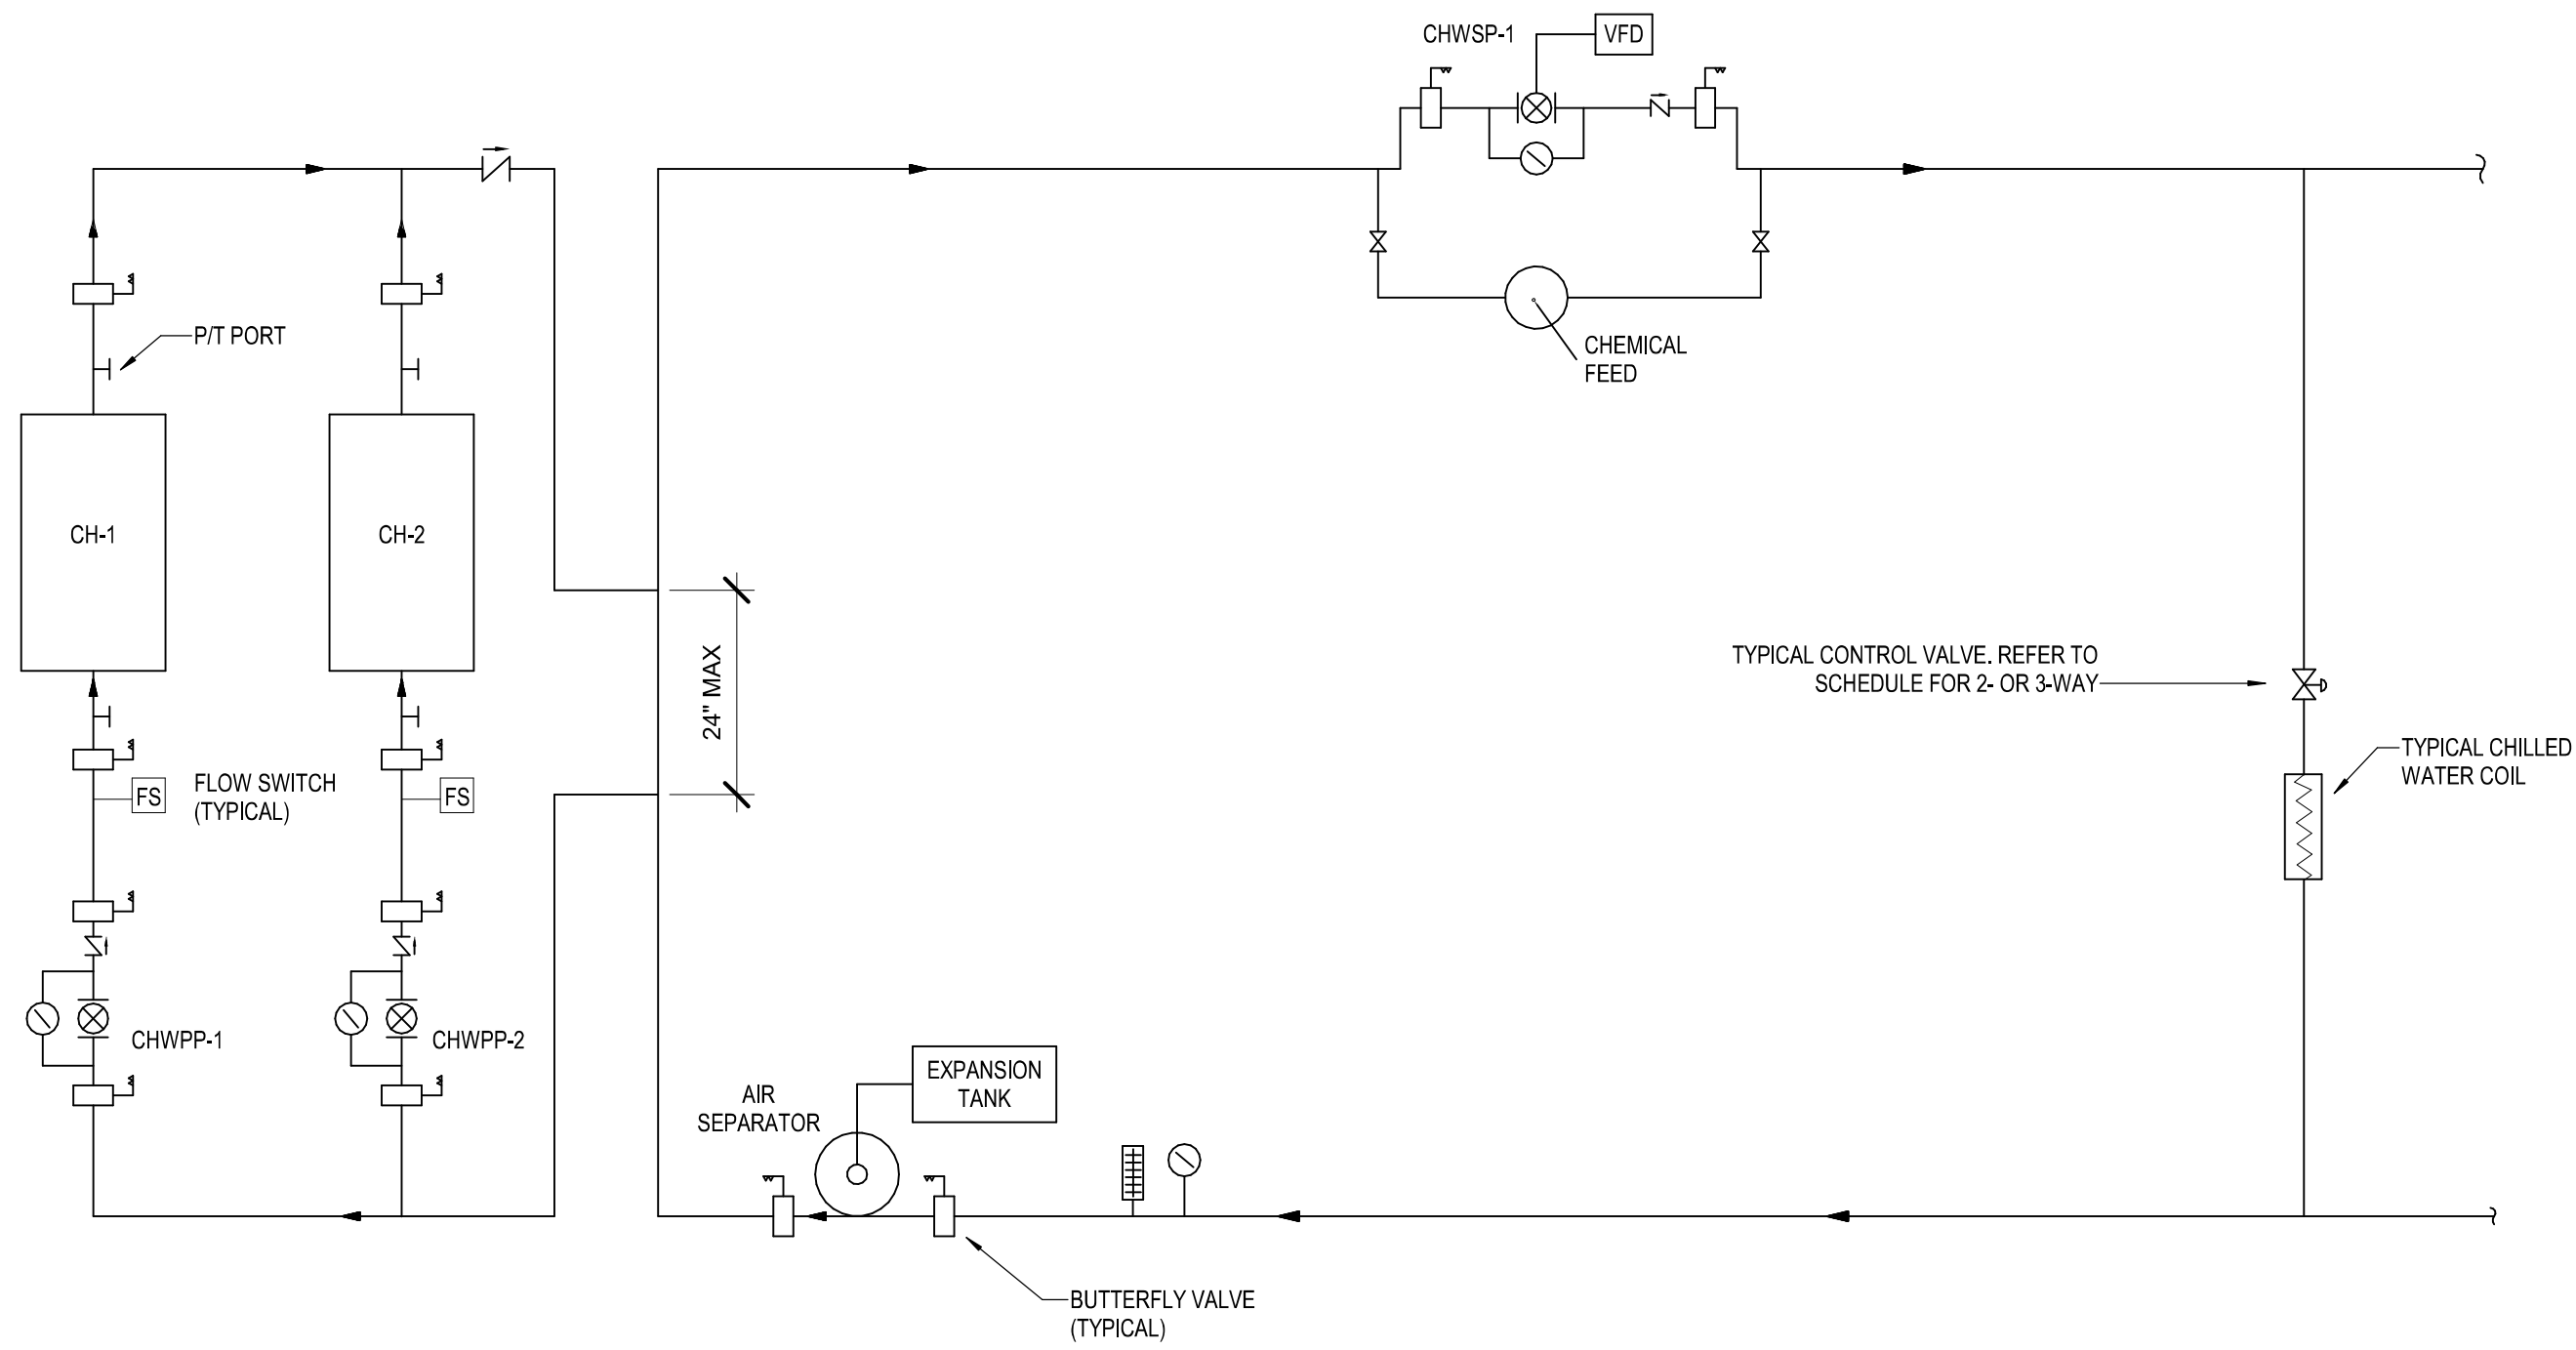 CHWSP-1
VFD
P/T PORT
CHEMICAL
FEED
CH-1
CH-2
24" MAX
TYPICAL CONTROL VALVE. REFER TO
SCHEDULE FOR 2- OR 3-WAY
TYPICAL CHILLED
WATER COIL
FLOW SWITCH
(TYPICAL)
FS
FS
CHWPP-1
CHWPP-2
AIR
SEPARATOR
EXPANSION
TANK
BUTTERFLY VALVE
(TYPICAL)